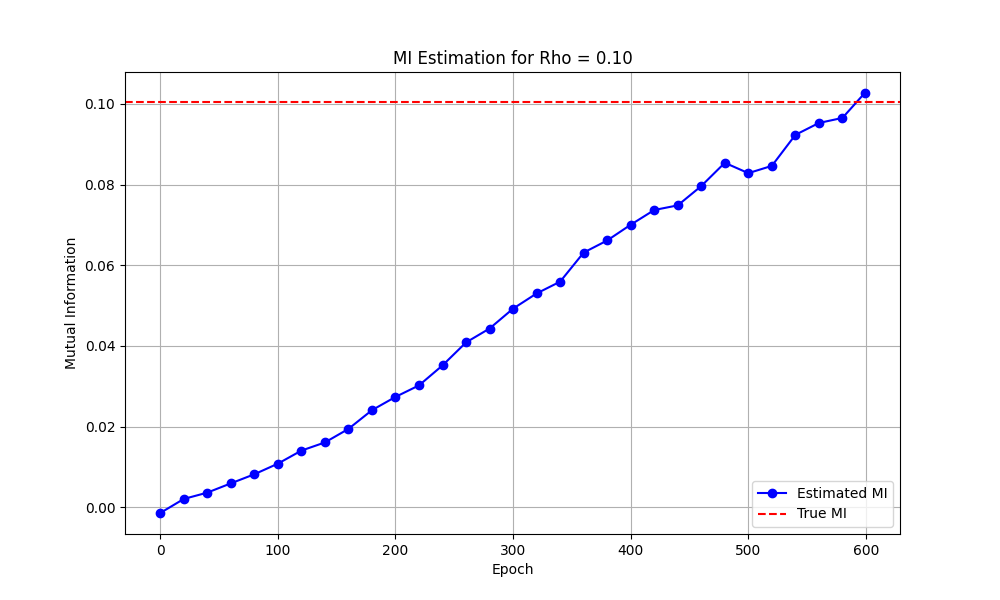 MI Estimation for Rho = 0.10
Mutual Information
0.10
0.08
0.06
0.04
0.02
0.00
0 100 200 300 400 500 600
Epoch
Estimated MI
True MI